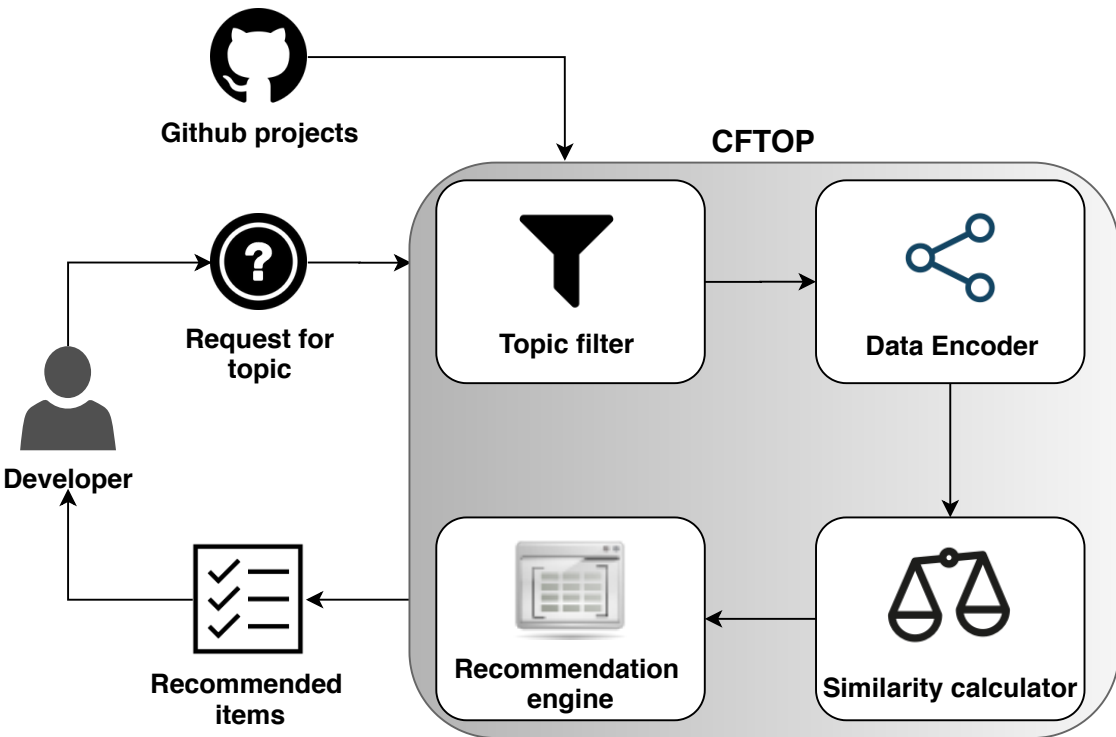 Github projects
CFTOP
?
Request for
topic
Topic filter
Data Encoder
Developer
Recommended
items
Recommendation
engine
Similarity calculator